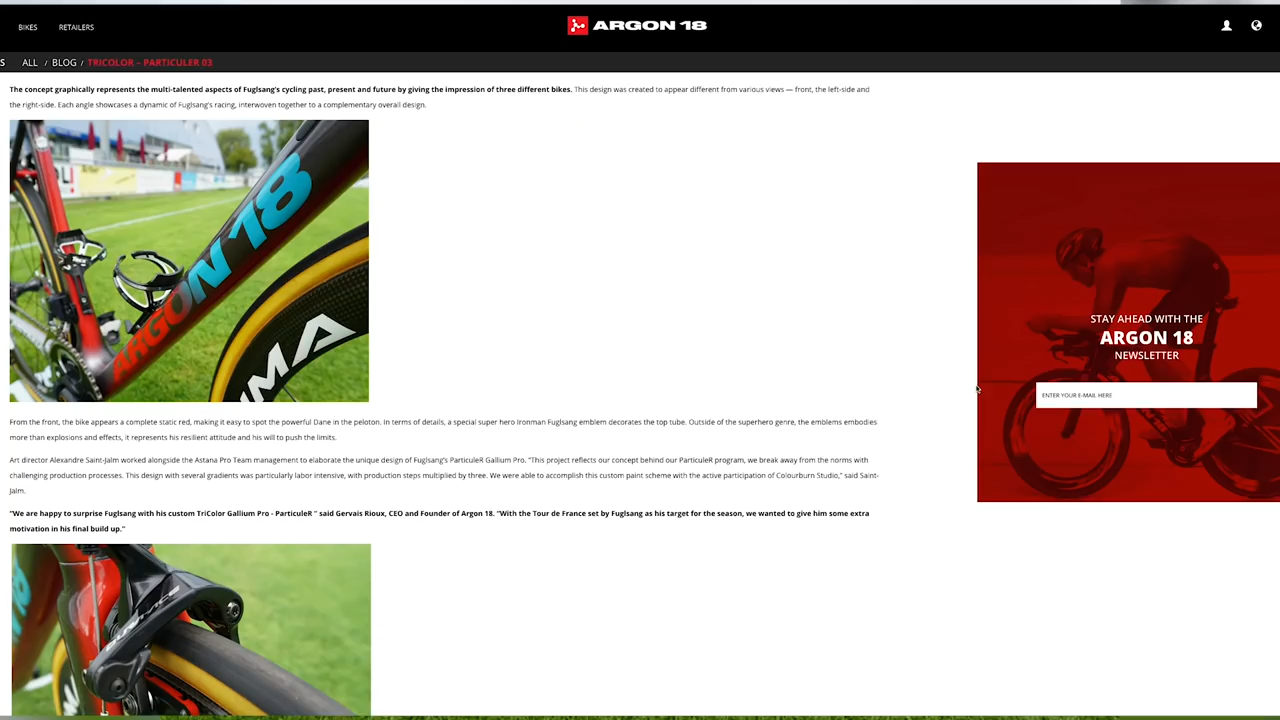 BIKES RETAILERS ARGON 18
S ALL / BLOG / TRICOLOR – PARTICULER 03
The concept graphically represents the multi-talented aspects of Fuglsang's cycling past, present and future by giving the impression of three different bikes. This design was created to appear different from various views — front, the left-side and
the right-side. Each angle showcases a dynamic of Fuglsang's racing, interwoven together to a complementary overall design.
ARGON 18
MA
STAY AHEAD WITH THE
ARGON 18
NEWSLETTER
ENTER YOUR E-MAIL HERE
From the front, the bike appears a complete static red, making it easy to spot the powerful Dane in the peloton. In terms of details, a special super hero Ironman Fuglsang emblem decorates the top tube. Outside of the superhero genre, the emblems embodies
more than explosions and effects, it represents his resilient attitude and his will to push the limits.
Art director Alexandre Saint-Jalm worked alongside the Astana Pro Team management to elaborate the unique design of Fuglsang's ParticuleR Gallium Pro. "This project reflects our concept behind our ParticuleR program, we break away from the norms with
challenging production processes. This design with several gradients was particularly labor intensive, with production steps multiplied by three. We were able to accomplish this custom paint scheme with the active participation of Colourburn Studio," said Saint-
Jalm.
"We are happy to surprise Fuglsang with his custom TriColor Gallium Pro - ParticuleR " said Gervais Rioux, CEO and Founder of Argon 18. "With the Tour de France set by Fuglsang as his target for the season, we wanted to give him some extra
motivation in his final build up."
18